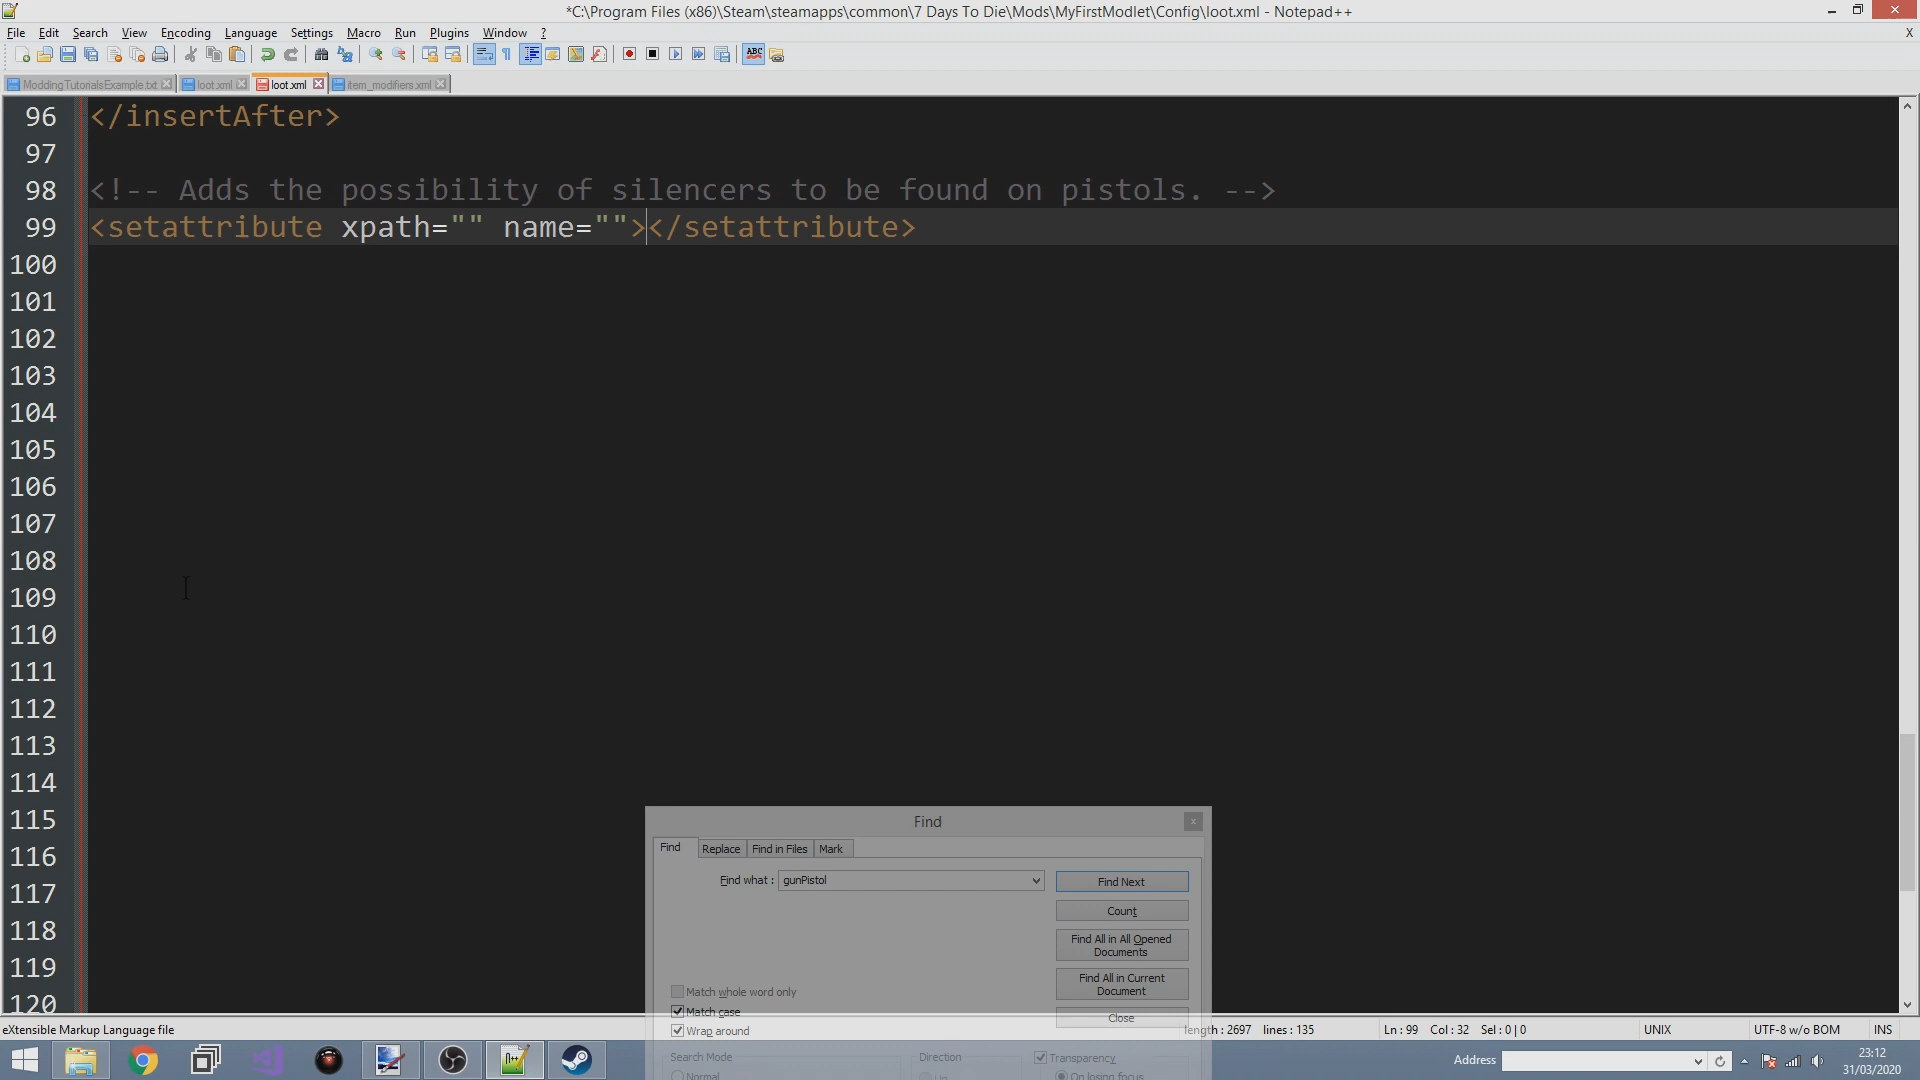 *C:\Program Files (x86)\Steam\steamapps\common\7 Days To Die\Mods\MyFirstModlet\Config\loot.xml - Notepad++
File Edit Search View Encoding Language Settings Macro Run Plugins Window ? X
ModdingTutorialsExample.txt loot.xml loot.xml item_modifiers.xml
96 </insertAfter>
97
98 <!-- Adds the possibility of silencers to be found on pistols. -->
99 <setattribute xpath="" name=""></setattribute>
100
101
102
103
104
105
106
107
108
109
110
111
112
113
114
115
116
117
118
119
120
Find
Find Replace Find in Files Mark
Find what : gunPistol Find Next
Count
Find All in All Opened Documents
Find All in Current Document
Match whole word only
Match case
Close
Wrap around
Search Mode Direction Transparency
Normal Up On losing focus
eXtensible Markup Language file length : 2697 lines : 135 Ln : 99 Col : 32 Sel : 0 | 0 UNIX UTF-8 w/o BOM INS
Address
23:12
31/03/2020